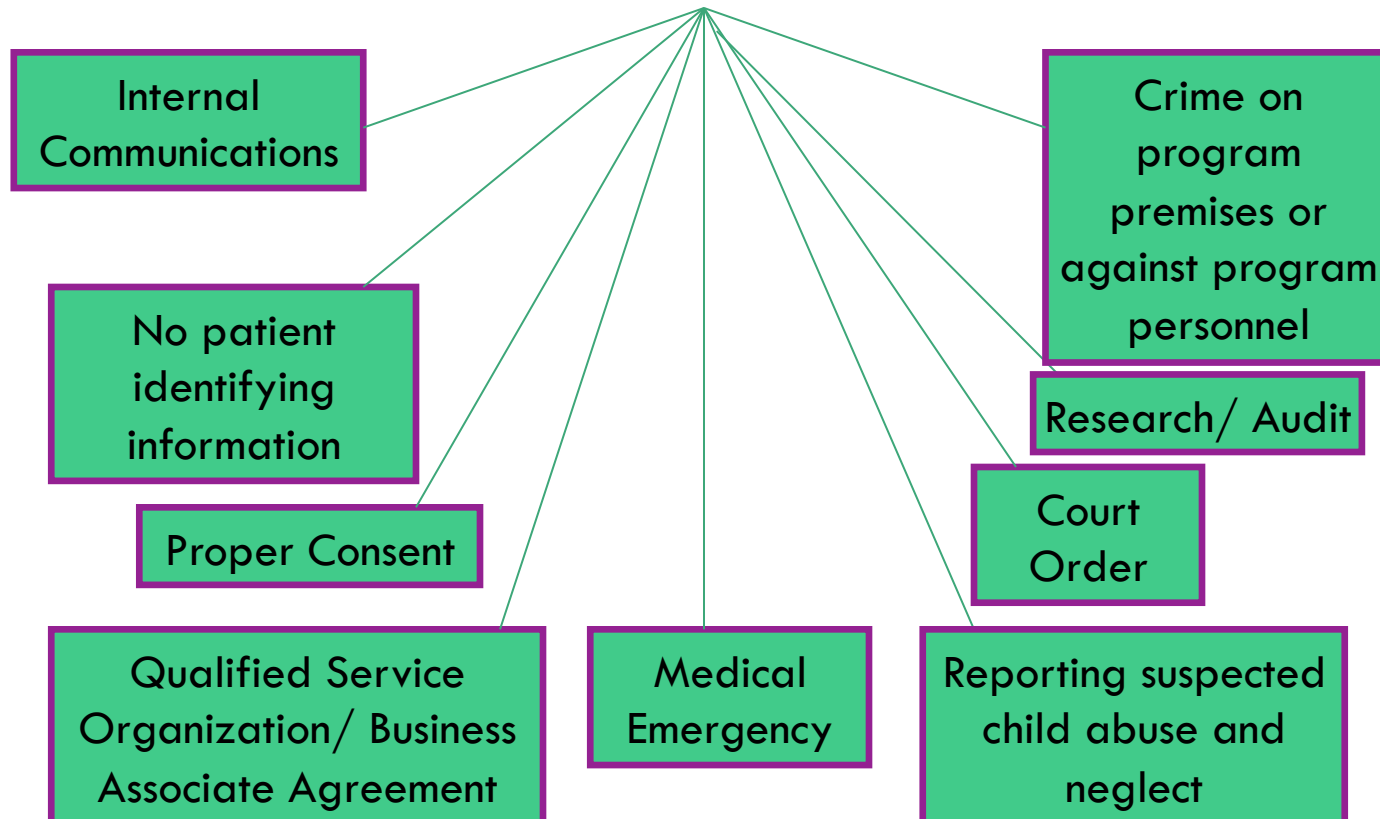 Internal
Communications
No patient
identifying
information
Proper Consent
Qualified Service
Organization/ Business
Associate Agreement
Medical
Emergency
Reporting suspected
child abuse and
neglect
Court
Order
Research/ Audit
Crime on
program
premises or
against program
personnel